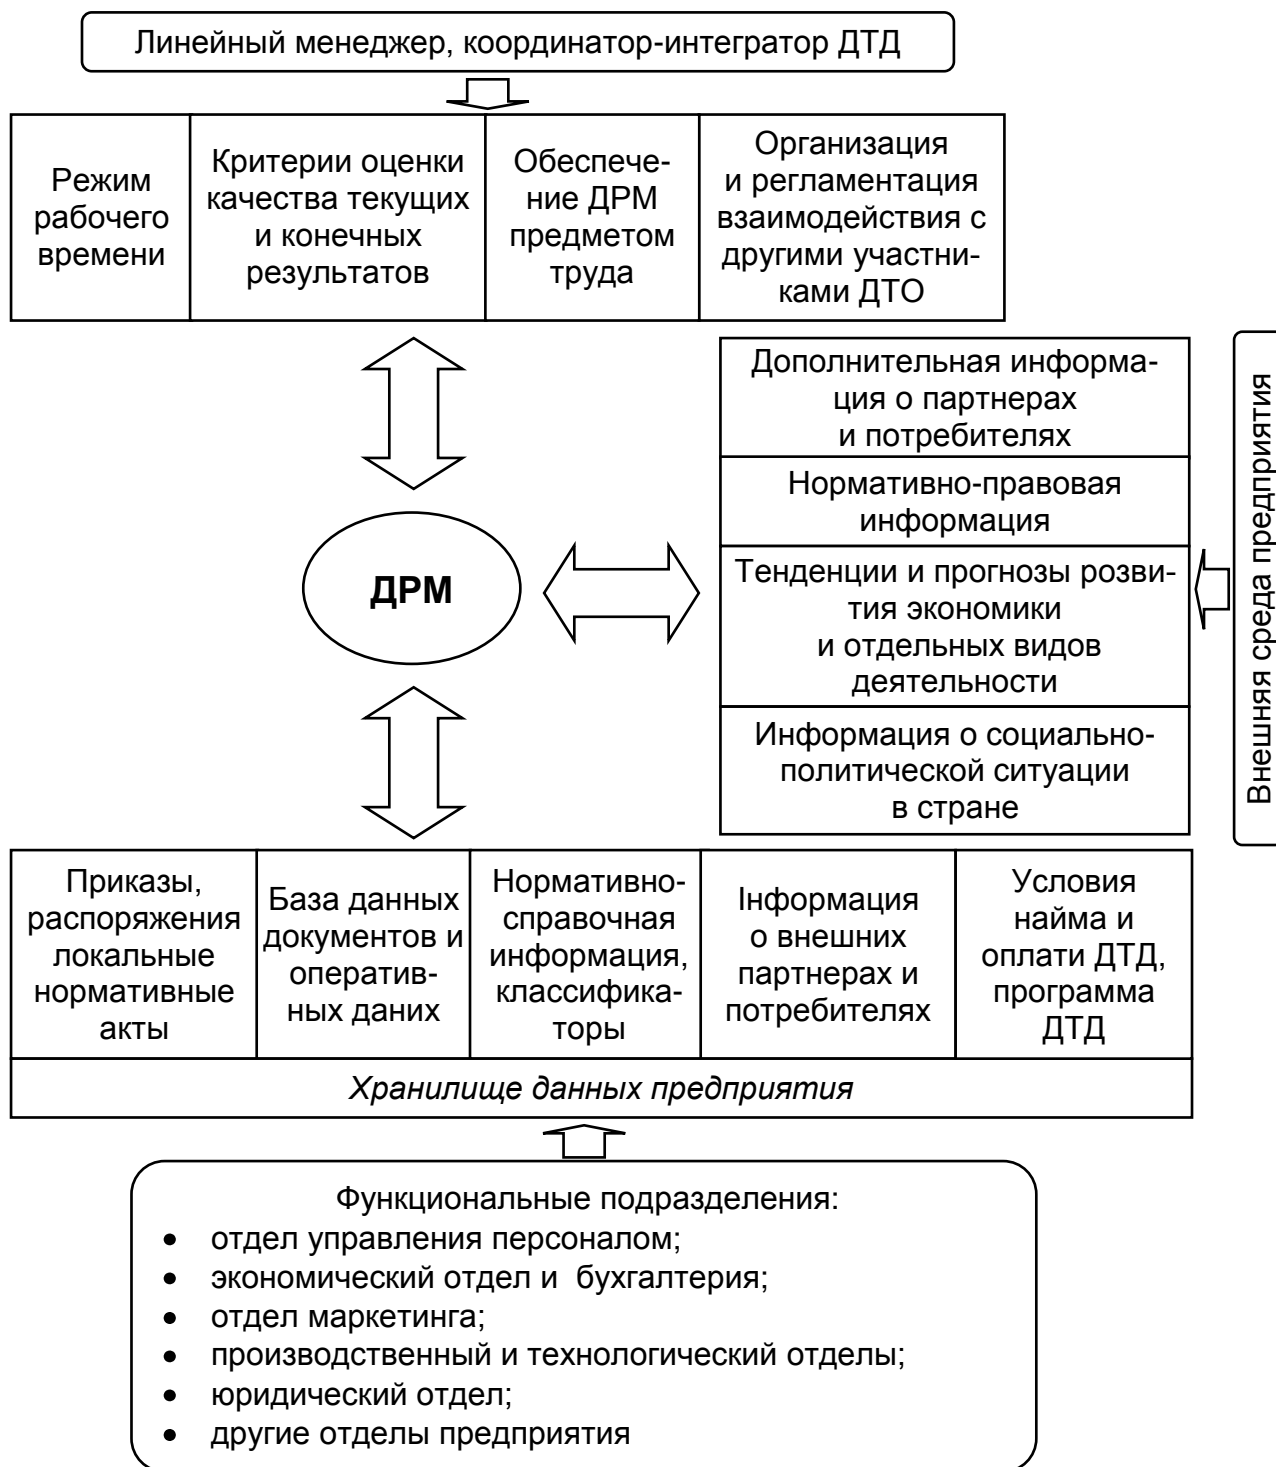 Линейный менеджер, координатор-интегратор ДТД
Режим
рабочего
времени
Критерии оценки
качества текущих
и конечных
результатов
Обеспече-
ние ДРМ
предметом
труда
Организация
и регламентация
взаимодействия с
другими участни-
ками ДТО
Дополнительная информа-
ция о партнерах
и потребителях
Нормативно-правовая
информация
Тенденции и прогнозы розви-
тия экономики
и отдельных видов
деятельности
Информация о социально-
политической ситуации
в стране
Внешняя среда предприятия
ДРМ
Приказы,
распоряжения
локальные
нормативные
акты
База данных
документов и
оператив-
ных даних
Нормативно-
справочная
информация,
классифика-
торы
Інформация
о внешних
партнерах и
потребителях
Условия
найма и
оплати ДТД,
программа
ДТД
Хранилище данных предприятия
Функциональные подразделения:
• отдел управления персоналом;
• экономический отдел и  бухгалтерия;
• отдел маркетинга;
• производственный и технологический отделы;
• юридический отдел;
• другие отделы предприятия